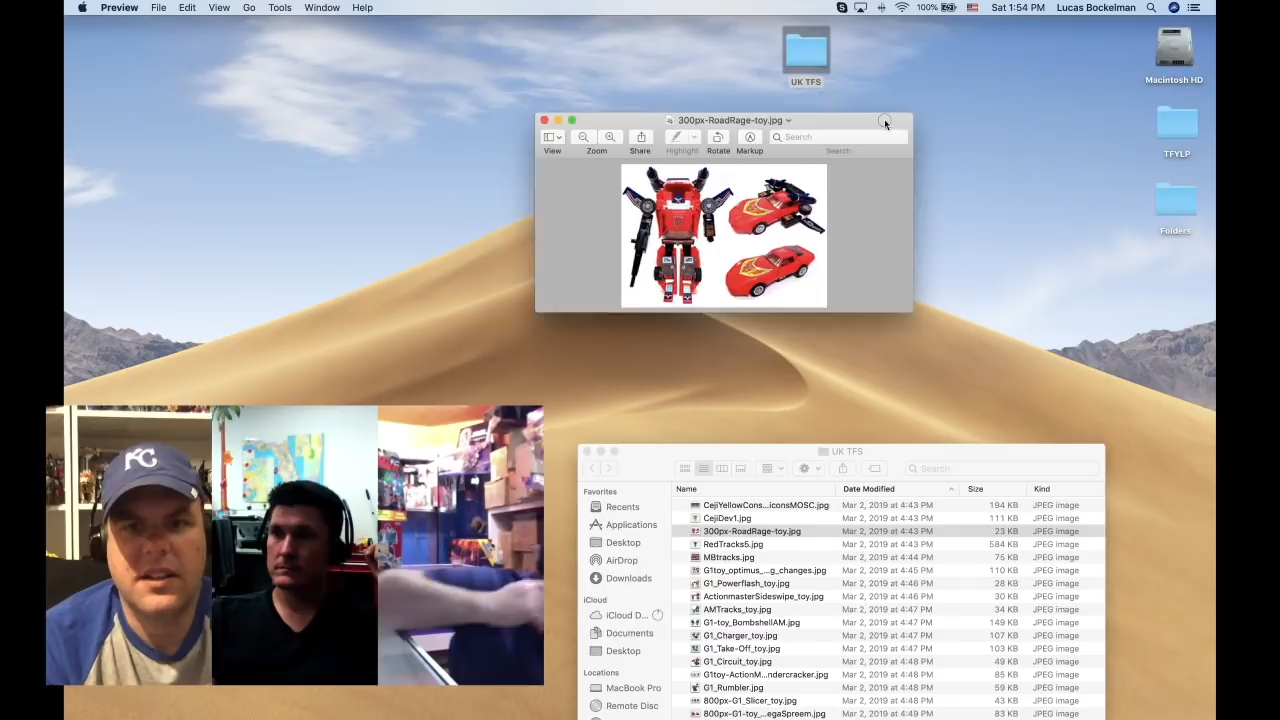 Preview File Edit View Go Tools Window Help 100% Sat 1:54 PM Lucas Bockelman
UK TFS
Macintosh HD
TFYLP
Folders
300px-RoadRage-toy.jpg
Search
View Zoom Share Highlight Rotate Markup Search
KC
UK TFS
Search
Favorites
Recents
Applications
Desktop
AirDrop
Downloads
iCloud
iCloud D...
Documents
Desktop
Locations
MacBook Pro
Remote Disc
Name Date Modified Size Kind
CejiYellowCons...iconsMOSC.jpg Mar 2, 2019 at 4:43 PM 194 KB JPEG image
CejiDev1.jpg Mar 2, 2019 at 4:43 PM 111 KB JPEG image
300px-RoadRage-toy.jpg Mar 2, 2019 at 4:43 PM 23 KB JPEG image
RedTracks5.jpg Mar 2, 2019 at 4:43 PM 584 KB JPEG image
MBtracks.jpg Mar 2, 2019 at 4:44 PM 75 KB JPEG image
G1toy_optimus_...g_changes.jpg Mar 2, 2019 at 4:45 PM 110 KB JPEG image
G1_Powerflash_toy.jpg Mar 2, 2019 at 4:46 PM 28 KB JPEG image
ActionmasterSideswipe_toy.jpg Mar 2, 2019 at 4:46 PM 30 KB JPEG image
AMTracks_toy.jpg Mar 2, 2019 at 4:47 PM 34 KB JPEG image
G1-toy_BombshellAM.jpg Mar 2, 2019 at 4:47 PM 149 KB JPEG image
G1_Charger_toy.jpg Mar 2, 2019 at 4:47 PM 107 KB JPEG image
G1_Take-Off_toy.jpg Mar 2, 2019 at 4:47 PM 103 KB JPEG image
G1_Circuit_toy.jpg Mar 2, 2019 at 4:48 PM 49 KB JPEG image
G1toy-ActionM...ndercracker.jpg Mar 2, 2019 at 4:48 PM 85 KB JPEG image
G1_Rumbler.jpg Mar 2, 2019 at 4:48 PM 59 KB JPEG image
800px-G1_Slicer_toy.jpg Mar 2, 2019 at 4:48 PM 43 KB JPEG image
800px-G1-toy_...egaSpreem.jpg Mar 2, 2019 at 4:49 PM 83 KB JPEG image